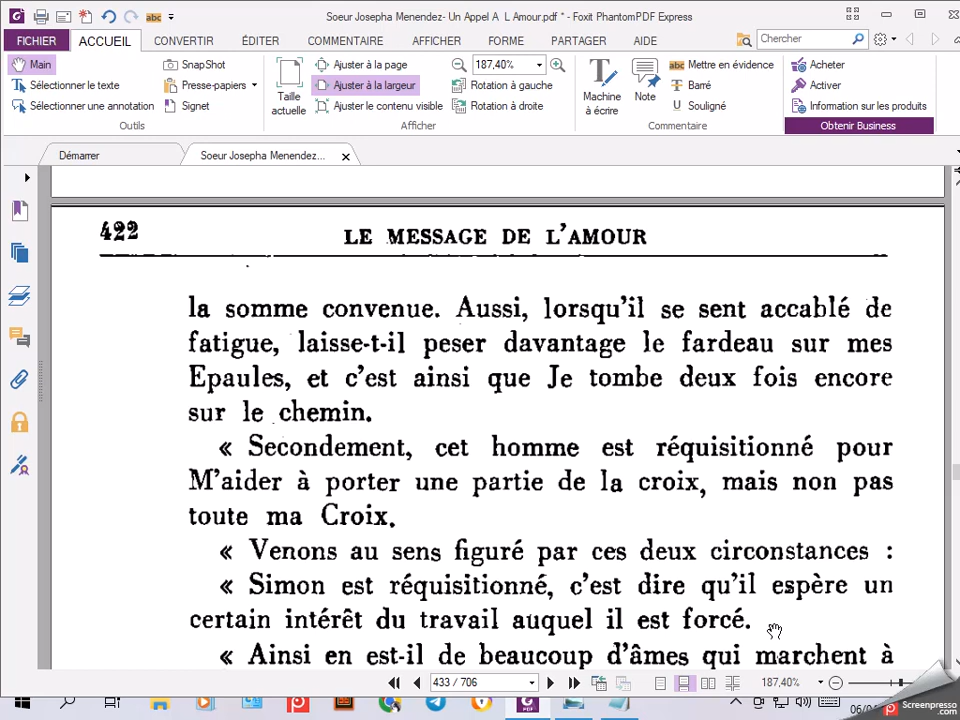 Soeur Josepha Menendez- Un Appel A L Amour.pdf * - Foxit PhantomPDF Express
FICHIER ACCUEIL CONVERTIR ÉDITER COMMENTAIRE AFFICHER FORME PARTAGER AIDE Chercher
Main SnapShot Ajuster à la page 187,40% Mettre en évidence Acheter
Sélectionner le texte Presse-papiers Ajuster à la largeur Rotation à gauche Barré Activer
Sélectionner une annotation Signet Taille actuelle Ajuster le contenu visible Rotation à droite Machine à écrire Note Souligné Information sur les produits
Outils Afficher Commentaire Obtenir Business
Démarrer Soeur Josepha Menendez...
422 LE MESSAGE DE L'AMOUR
la somme convenue. Aussi, lorsqu'il se sent accablé de
fatigue, laisse-t-il peser davantage le fardeau sur mes
Epaules, et c'est ainsi que Je tombe deux fois encore
sur le chemin.
« Secondement, cet homme est réquisitionné pour
M'aider à porter une partie de la croix, mais non pas
toute ma Croix.
« Venons au sens figuré par ces deux circonstances :
« Simon est réquisitionné, c'est dire qu'il espère un
certain intérêt du travail auquel il est forcé.
« Ainsi en est-il de beaucoup d'âmes qui marchent à
433 / 706 187,40%
Screenpresso
.com